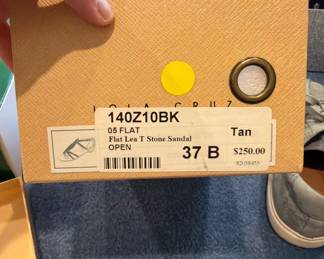 LOLA CRUZ
140Z10BK
05 FLAT
Flat Lea T Stone Sandal
OPEN
37 B
Tan
$250.00